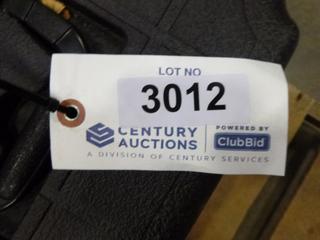 LOT NO
3012
CENTURY
AUCTIONS
POWERED BY
ClubBid
A DIVISION OF CENTURY SERVICES